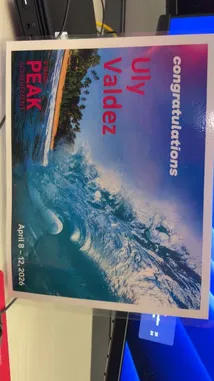 congratulations
Uly
Valdez
PEAK
April 8 - 12, 2026